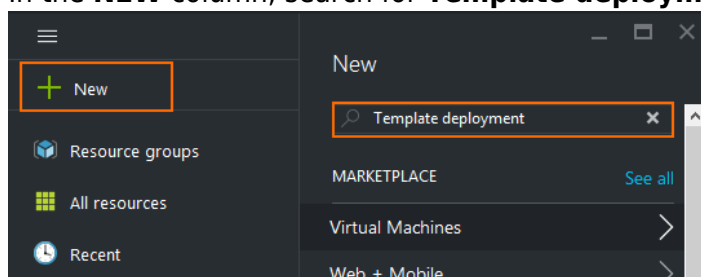 In the NEW column, search for Template deploym
New
New
Template deployment
Resource groups
MARKETPLACE
See all
All resources
Virtual Machines
Recent
Web + Mobile